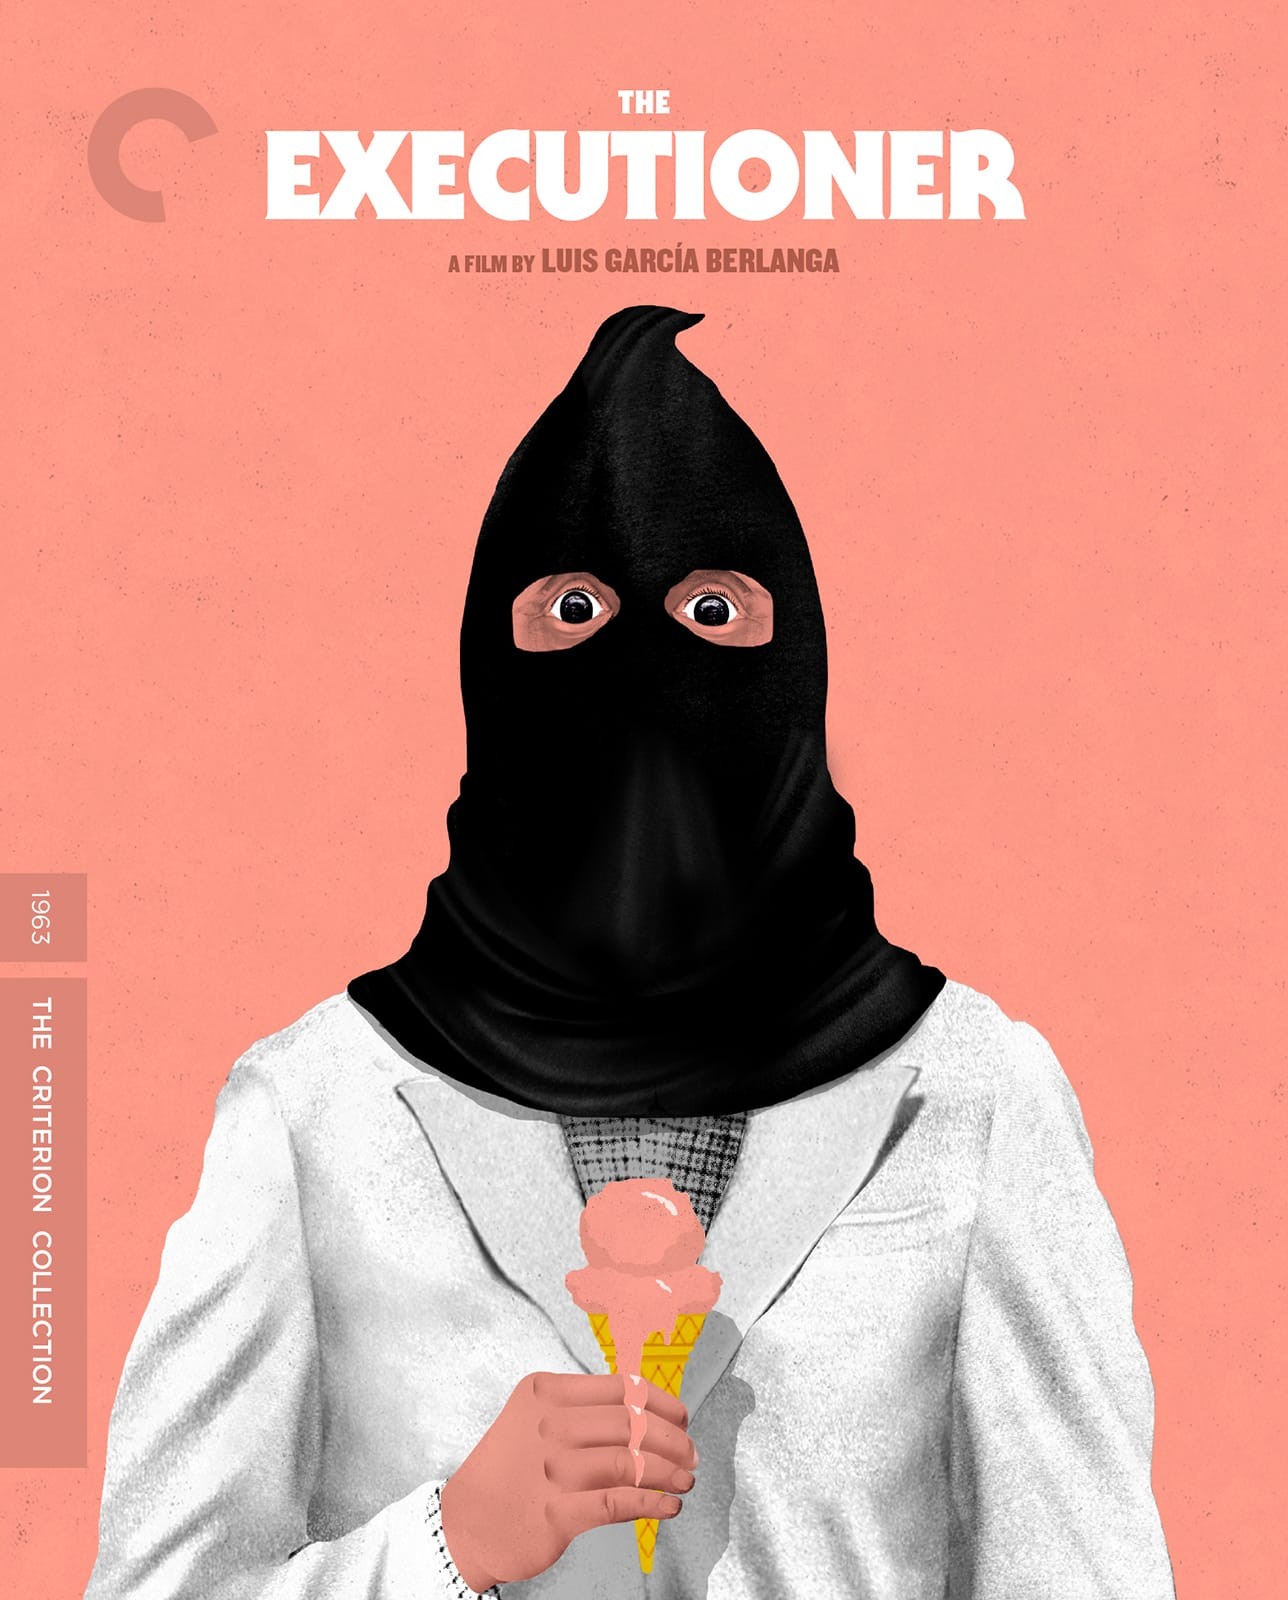 THE
EXECUTIONER
A FILM BY LUIS GARCÍA BERLANGA
1963
THE CRITERION COLLECTION